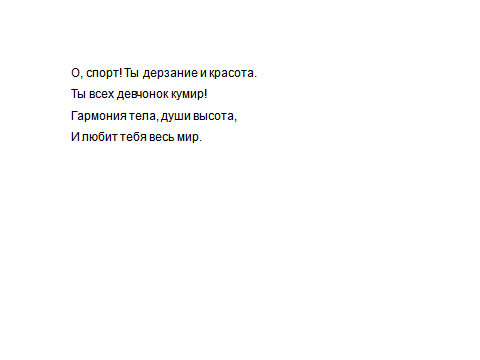 О, спорт! Ты дерзание и красота.
Ты всех девчонок кумир!
Гармония тела, души высота,
И любит тебя весь мир.